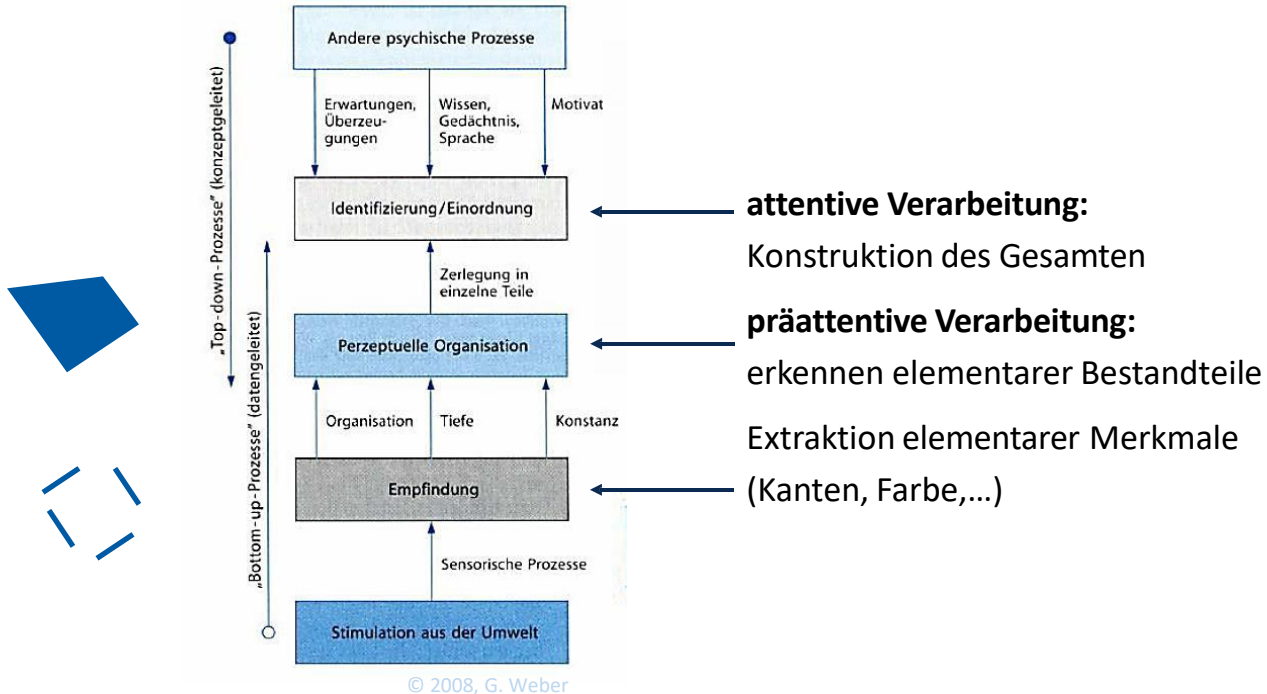 Andere psychische Prozesse
Erwartungen,
Überzeu-
gungen
Wissen,
Gedächtnis,
Sprache
Motivat
„Top-down-Prozesse" (konzeptgeleitet)
Identifizierung/Einordnung
attentive Verarbeitung:
Konstruktion des Gesamten
Zerlegung in
einzelne Teile
„Bottom-up-Prozesse" (datengeleitet)
Perzeptuelle Organisation
präattentive Verarbeitung:
erkennen elementarer Bestandteile
Organisation
Tiefe
Konstanz
Empfindung
Extraktion elementarer Merkmale
(Kanten, Farbe,...)
Sensorische Prozesse
Stimulation aus der Umwelt
© 2008, G. Weber